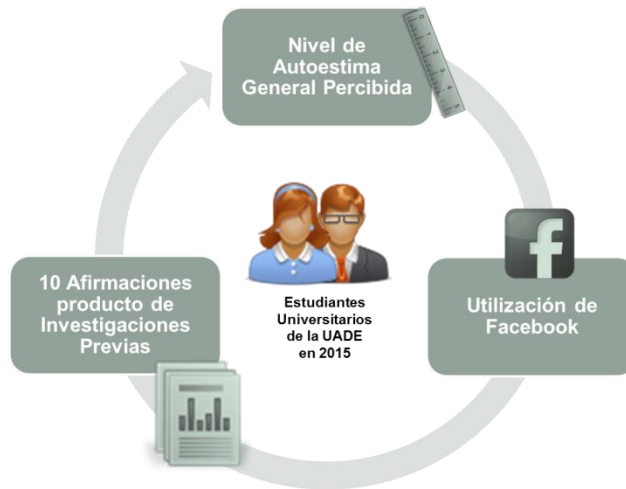 Nivel de
Autoestima
General Percibida
10 Afirmaciones
producto de
Investigaciones
Previas
Estudiantes
Universitarios
de la UADE
en 2015
f
Utilización de
Facebook